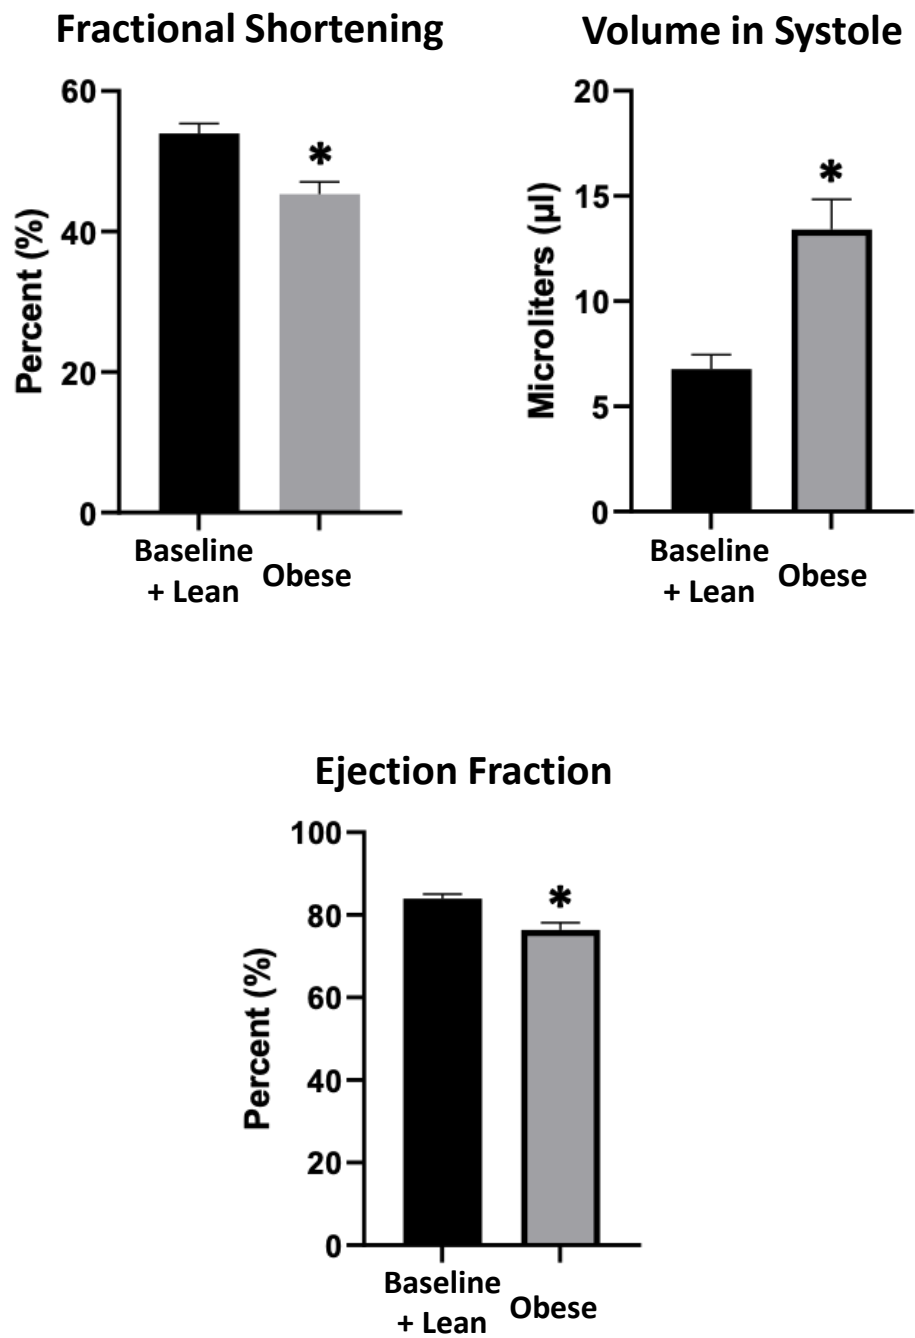 Fractional Shortening
Percent (%)
60
40
20
0
*
Baseline
+ Lean
Obese
Volume in Systole
Microliters (µl)
20
15
10
5
0
*
Baseline
+ Lean
Obese
Ejection Fraction
Percent (%)
100
80
60
40
20
0
*
Baseline
+ Lean
Obese